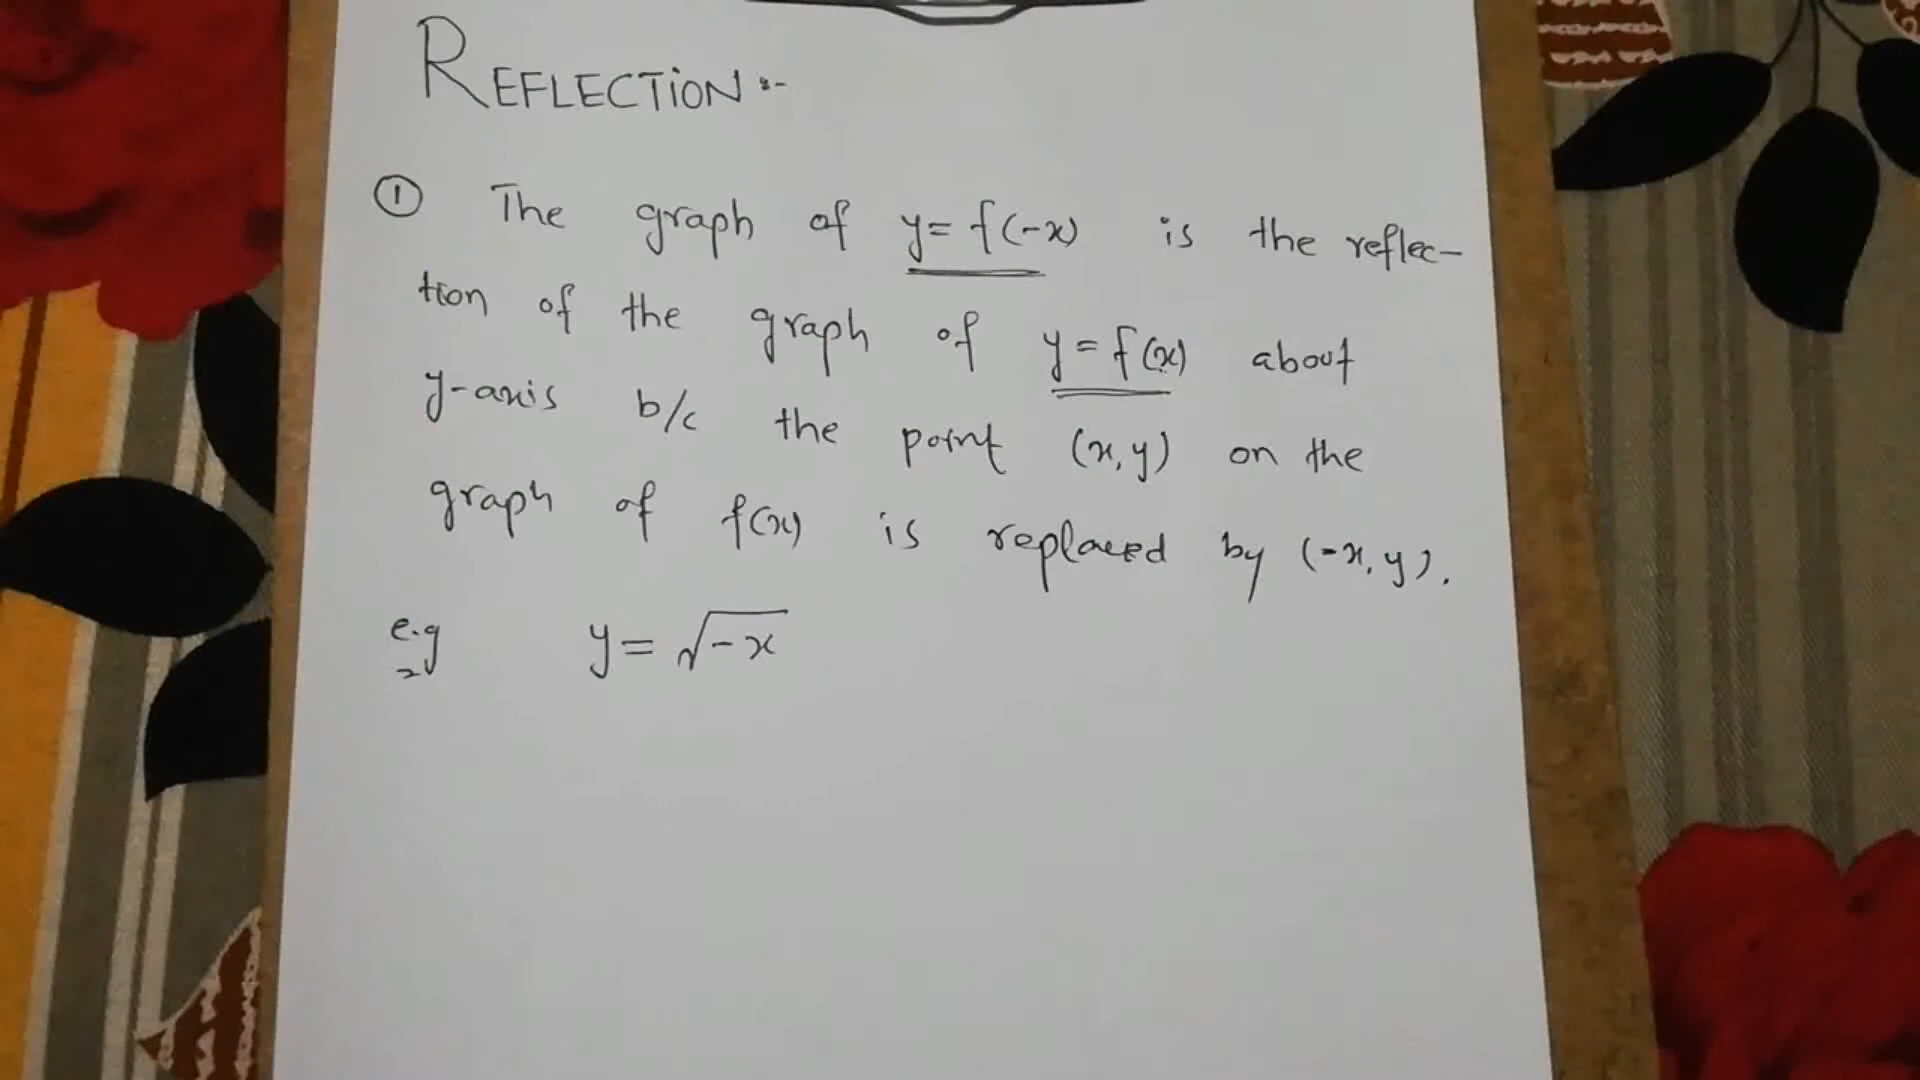 REFLECTION :-
① The graph of y = f(-x) is the reflec-
tion of the graph of y = f(x) about
y-axis b/c the point (x, y) on the
graph of f(x) is replaced by (-x, y).
e.g y = √-x